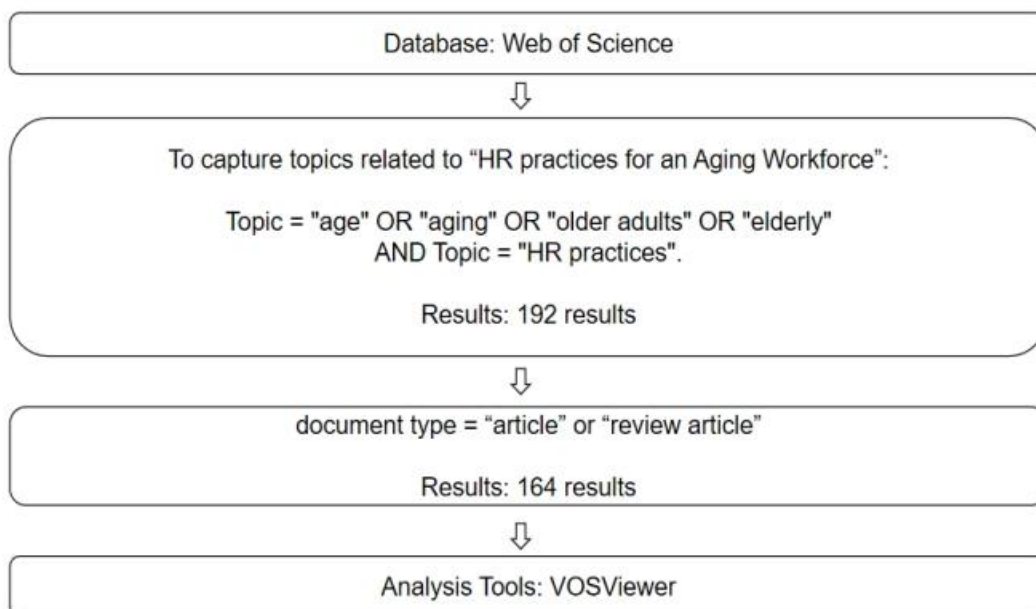 Database: Web of Science
To capture topics related to “HR practices for an Aging Workforce”:
Topic = "age" OR "aging" OR "older adults" OR "elderly"
AND Topic = "HR practices".
Results: 192 results
document type = “article” or “review article”
Results: 164 results
Analysis Tools: VOSViewer